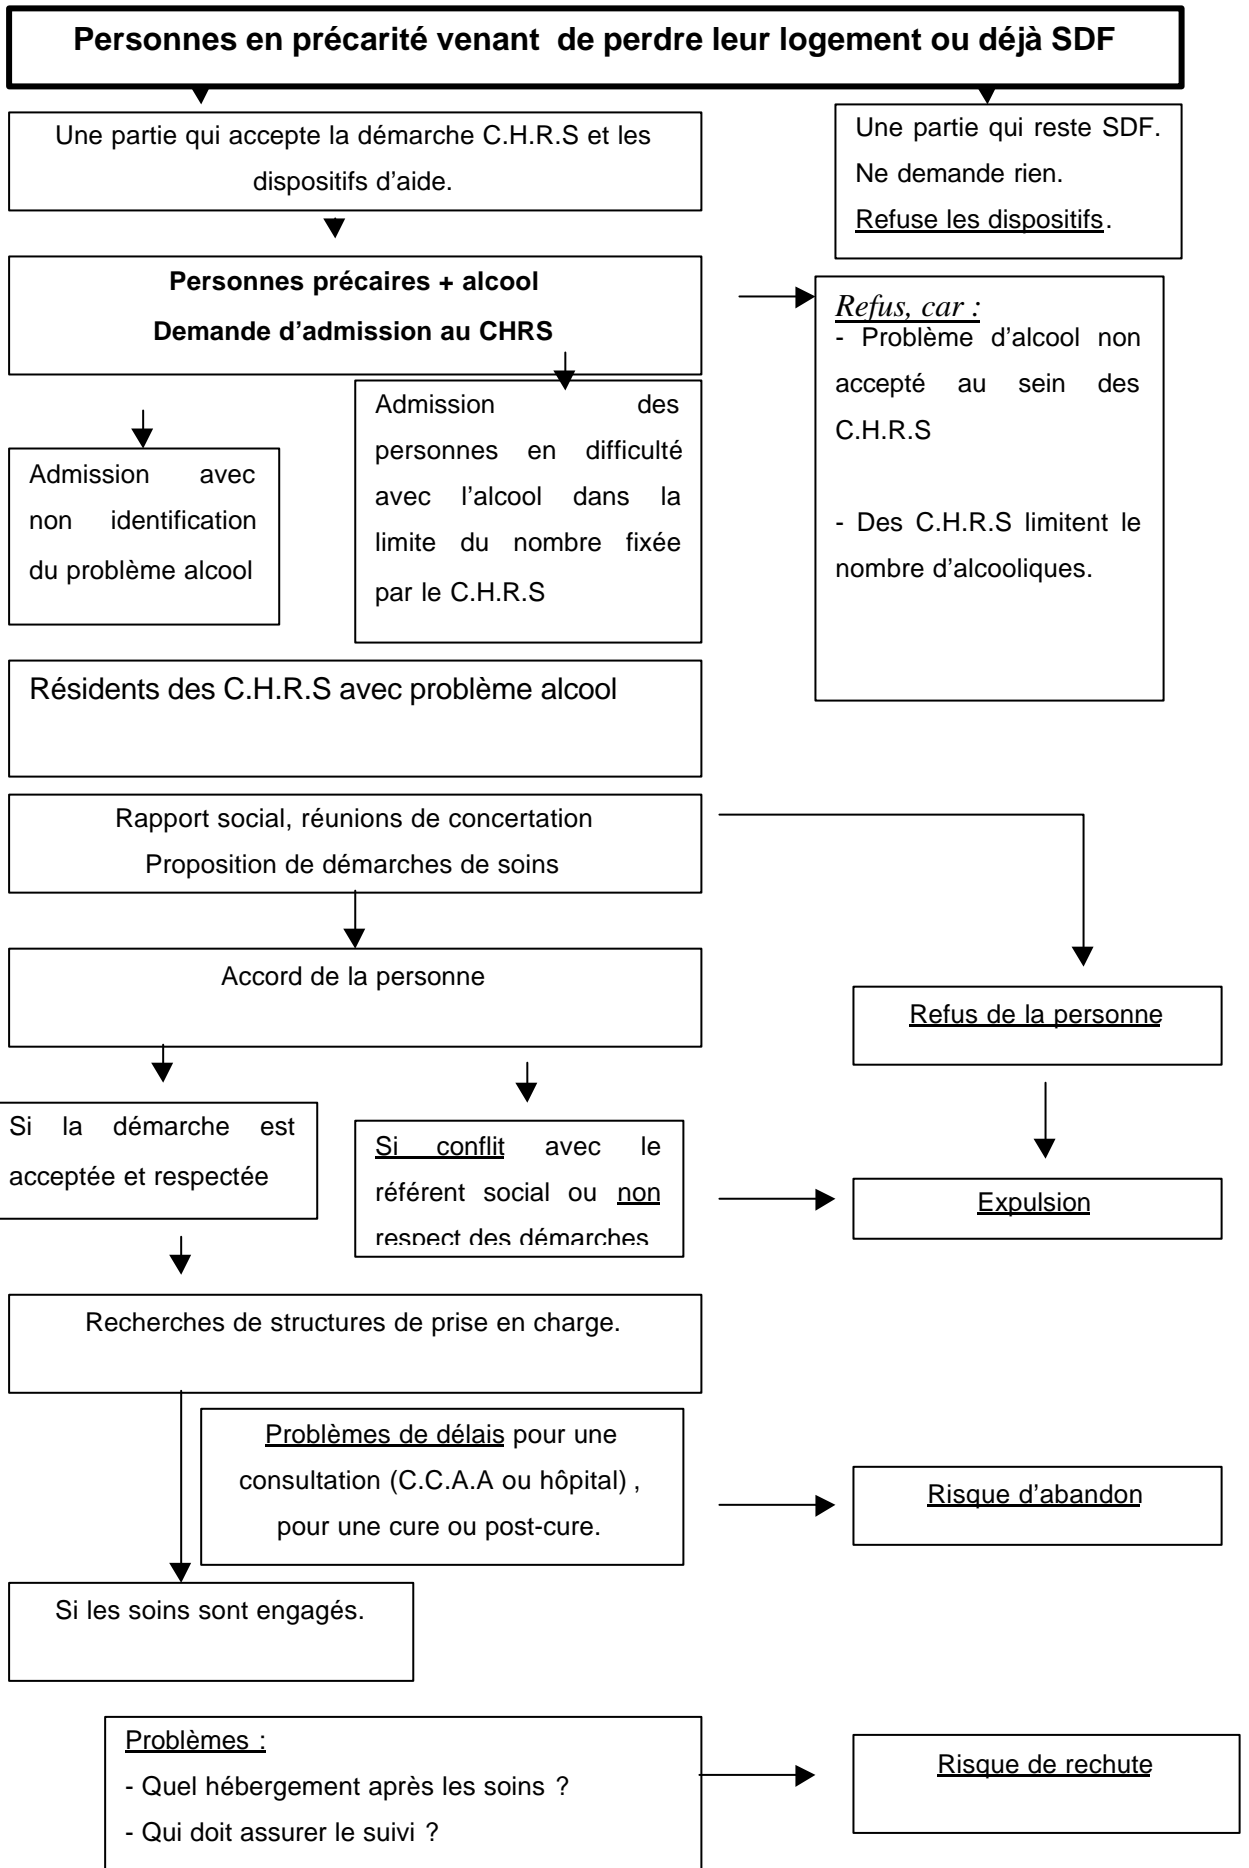 Personnes en précarité venant de perdre leur logement ou déjà SDF
Une partie qui accepte la démarche C.H.R.S et les
dispositifs d'aide.
Une partie qui reste SDF.
Ne demande rien.
Refuse les dispositifs.
Personnes précaires + alcool
Demande d'admission au CHRS
Refus, car :
- Problème d'alcool non
accepté au sein des
C.H.R.S
- Des C.H.R.S limitent le
nombre d'alcooliques.
Admission avec
non identification
du problème alcool
Admission des
personnes en difficulté
avec l'alcool dans la
limite du nombre fixée
par le C.H.R.S
Résidents des C.H.R.S avec problème alcool
Rapport social, réunions de concertation
Proposition de démarches de soins
Accord de la personne
Refus de la personne
Si la démarche est
acceptée et respectée
Si conflit avec le
référent social ou non
respect des démarches
Expulsion
Recherches de structures de prise en charge.
Problèmes de délais pour une
consultation (C.C.A.A ou hôpital) ,
pour une cure ou post-cure.
Risque d'abandon
Si les soins sont engagés.
Problèmes :
- Quel hébergement après les soins ?
- Qui doit assurer le suivi ?
Risque de rechute